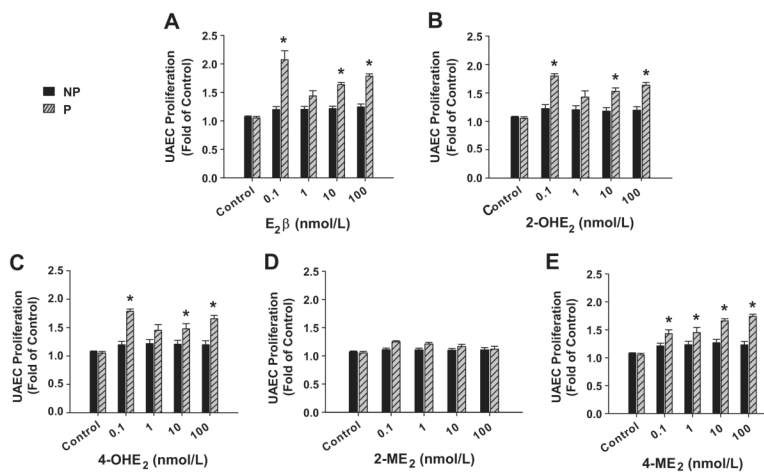 NP
P
A
UAEC Proliferation
(Fold of Control)
2.5
2.0
1.5
1.0
0.5
0.0
*
*
*
Control
0.1
1
10
100
E₂β (nmol/L)
B
UAEC Proliferation
(Fold of Control)
2.5
2.0
1.5
1.0
0.5
0.0
*
*
*
Control
0.1
1
10
100
2-OHE₂ (nmol/L)
C
UAEC Proliferation
(Fold of Control)
2.5
2.0
1.5
1.0
0.5
0.0
*
*
*
Control
0.1
1
10
100
4-OHE₂ (nmol/L)
D
UAEC Proliferation
(Fold of Control)
2.5
2.0
1.5
1.0
0.5
0.0
Control
0.1
1
10
100
2-ME₂ (nmol/L)
E
UAEC Proliferation
(Fold of Control)
2.5
2.0
1.5
1.0
0.5
0.0
*
*
*
*
Control
0.1
1
10
100
4-ME₂ (nmol/L)